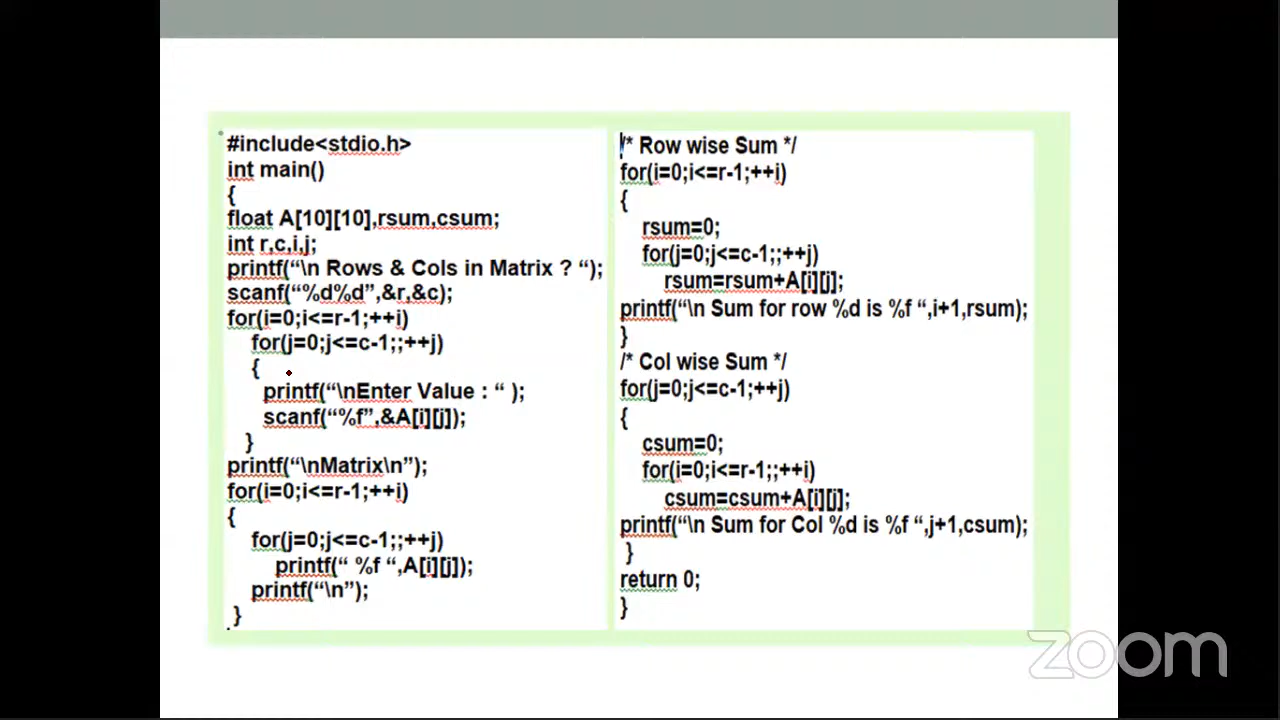 #include<stdio.h>
int main()
{
float A[10][10],rsum,csum;
int r,c,i,j;
printf(“\n Rows & Cols in Matrix ? “);
scanf(“%d%d”,&r,&c);
for(i=0;i<=r-1;++i)
for(j=0;j<=c-1;;++j)
{
printf(“\nEnter Value : “ );
scanf(“%f”,&A[i][j]);
}
printf(“\nMatrix\n”);
for(i=0;i<=r-1;++i)
{
for(j=0;j<=c-1;;++j)
printf(“ %f “,A[i][j]);
printf(“\n”);
}
/* Row wise Sum */
for(i=0;i<=r-1;++i)
{
rsum=0;
for(j=0;j<=c-1;;++j)
rsum=rsum+A[i][j];
printf(“\n Sum for row %d is %f “,i+1,rsum);
}
/* Col wise Sum */
for(j=0;j<=c-1;++j)
{
csum=0;
for(i=0;i<=r-1;;++i)
csum=csum+A[i][j];
printf(“\n Sum for Col %d is %f “,j+1,csum);
}
return 0;
}
zoom